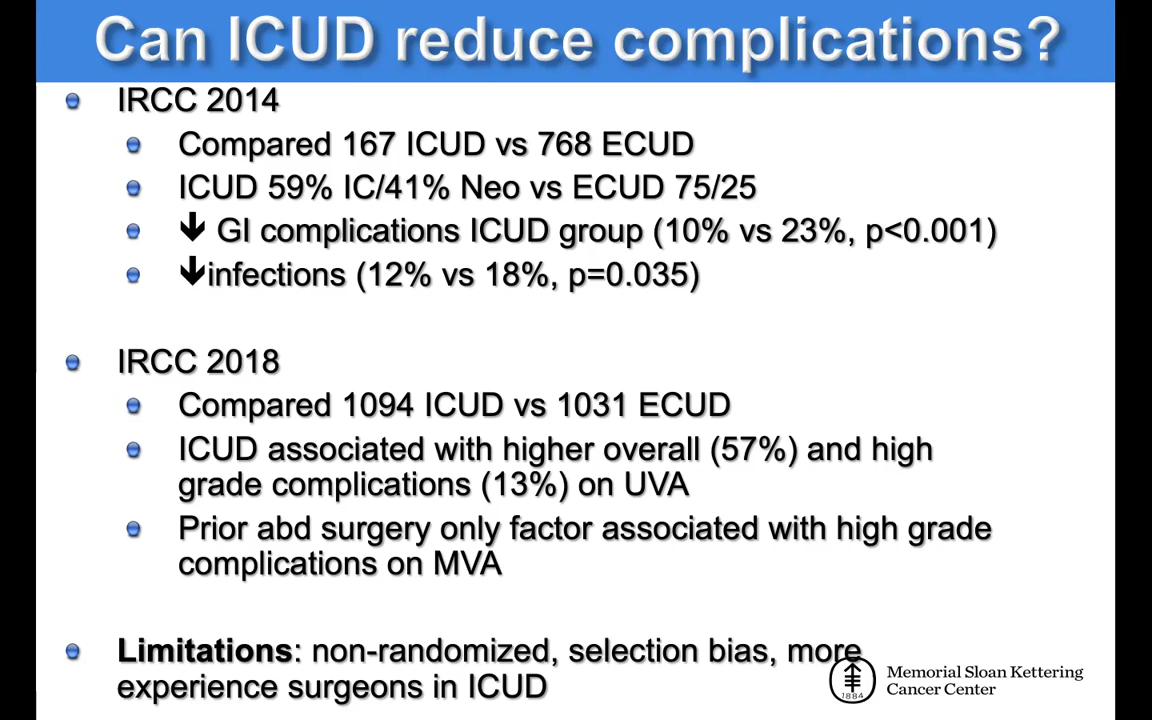 Can ICUD reduce complications?
IRCC 2014
Compared 167 ICUD vs 768 ECUD
ICUD 59% IC/41% Neo vs ECUD 75/25
🡻 GI complications ICUD group (10% vs 23%, p<0.001)
🡻infections (12% vs 18%, p=0.035)
IRCC 2018
Compared 1094 ICUD vs 1031 ECUD
ICUD associated with higher overall (57%) and high
grade complications (13%) on UVA
Prior abd surgery only factor associated with high grade
complications on MVA
Limitations: non-randomized, selection bias, more
experience surgeons in ICUD
1884
Memorial Sloan Kettering
Cancer Center